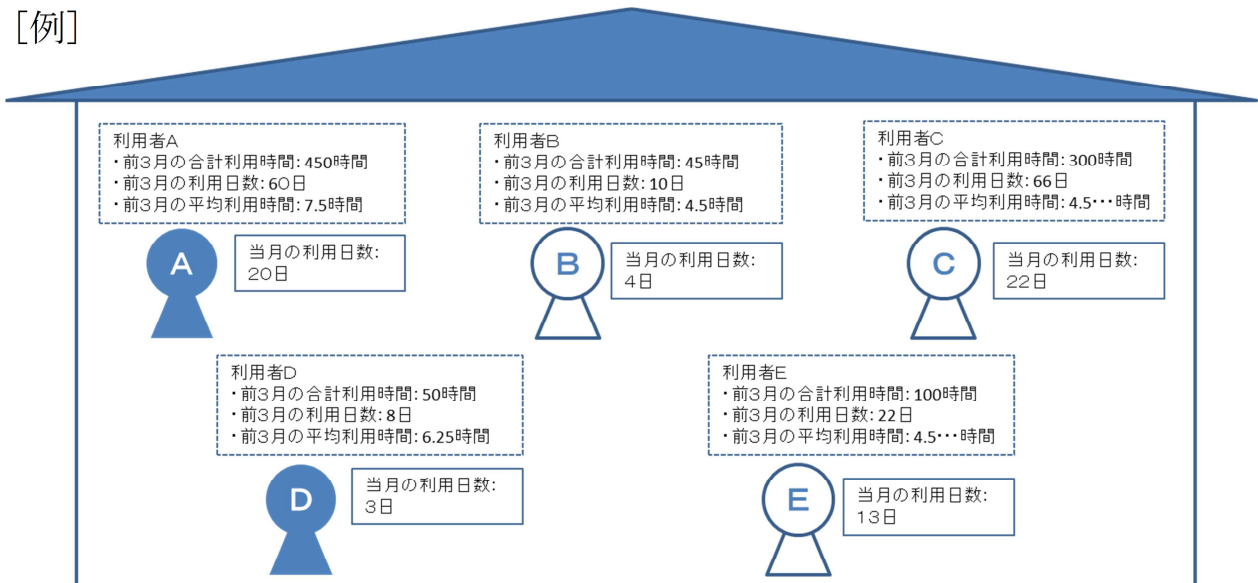 [例]
利用者A
・前3月の合計利用時間:450時間
・前3月の利用日数:60日
・前3月の平均利用時間:7.5時間
利用者B
・前3月の合計利用時間:45時間
・前3月の利用日数:10日
・前3月の平均利用時間:4.5時間
利用者C
・前3月の合計利用時間:300時間
・前3月の利用日数:66日
・前3月の平均利用時間:4.5・・・時間
A
当月の利用日数:
20日
B
当月の利用日数:
4日
C
当月の利用日数:
22日
利用者D
・前3月の合計利用時間:50時間
・前3月の利用日数:8日
・前3月の平均利用時間:6.25時間
利用者E
・前3月の合計利用時間:100時間
・前3月の利用日数:22日
・前3月の平均利用時間:4.5・・・時間
D
当月の利用日数:
3日
E
当月の利用日数:
13日